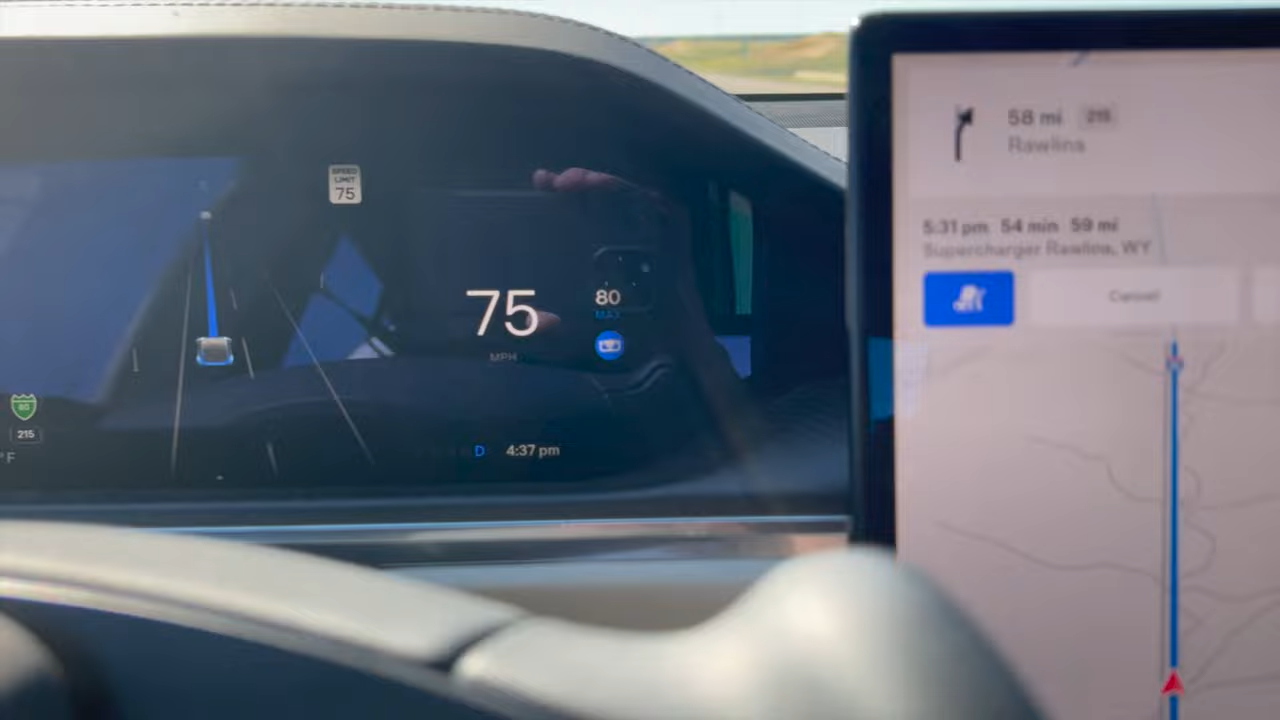 SPEED
LIMIT
75
75
MPH
80
MAX
80
215
°F
D 4:37 pm
58 mi 215
Rawlins
5:31 pm 54 min 59 mi
Supercharger Rawlins, WY
Cancel